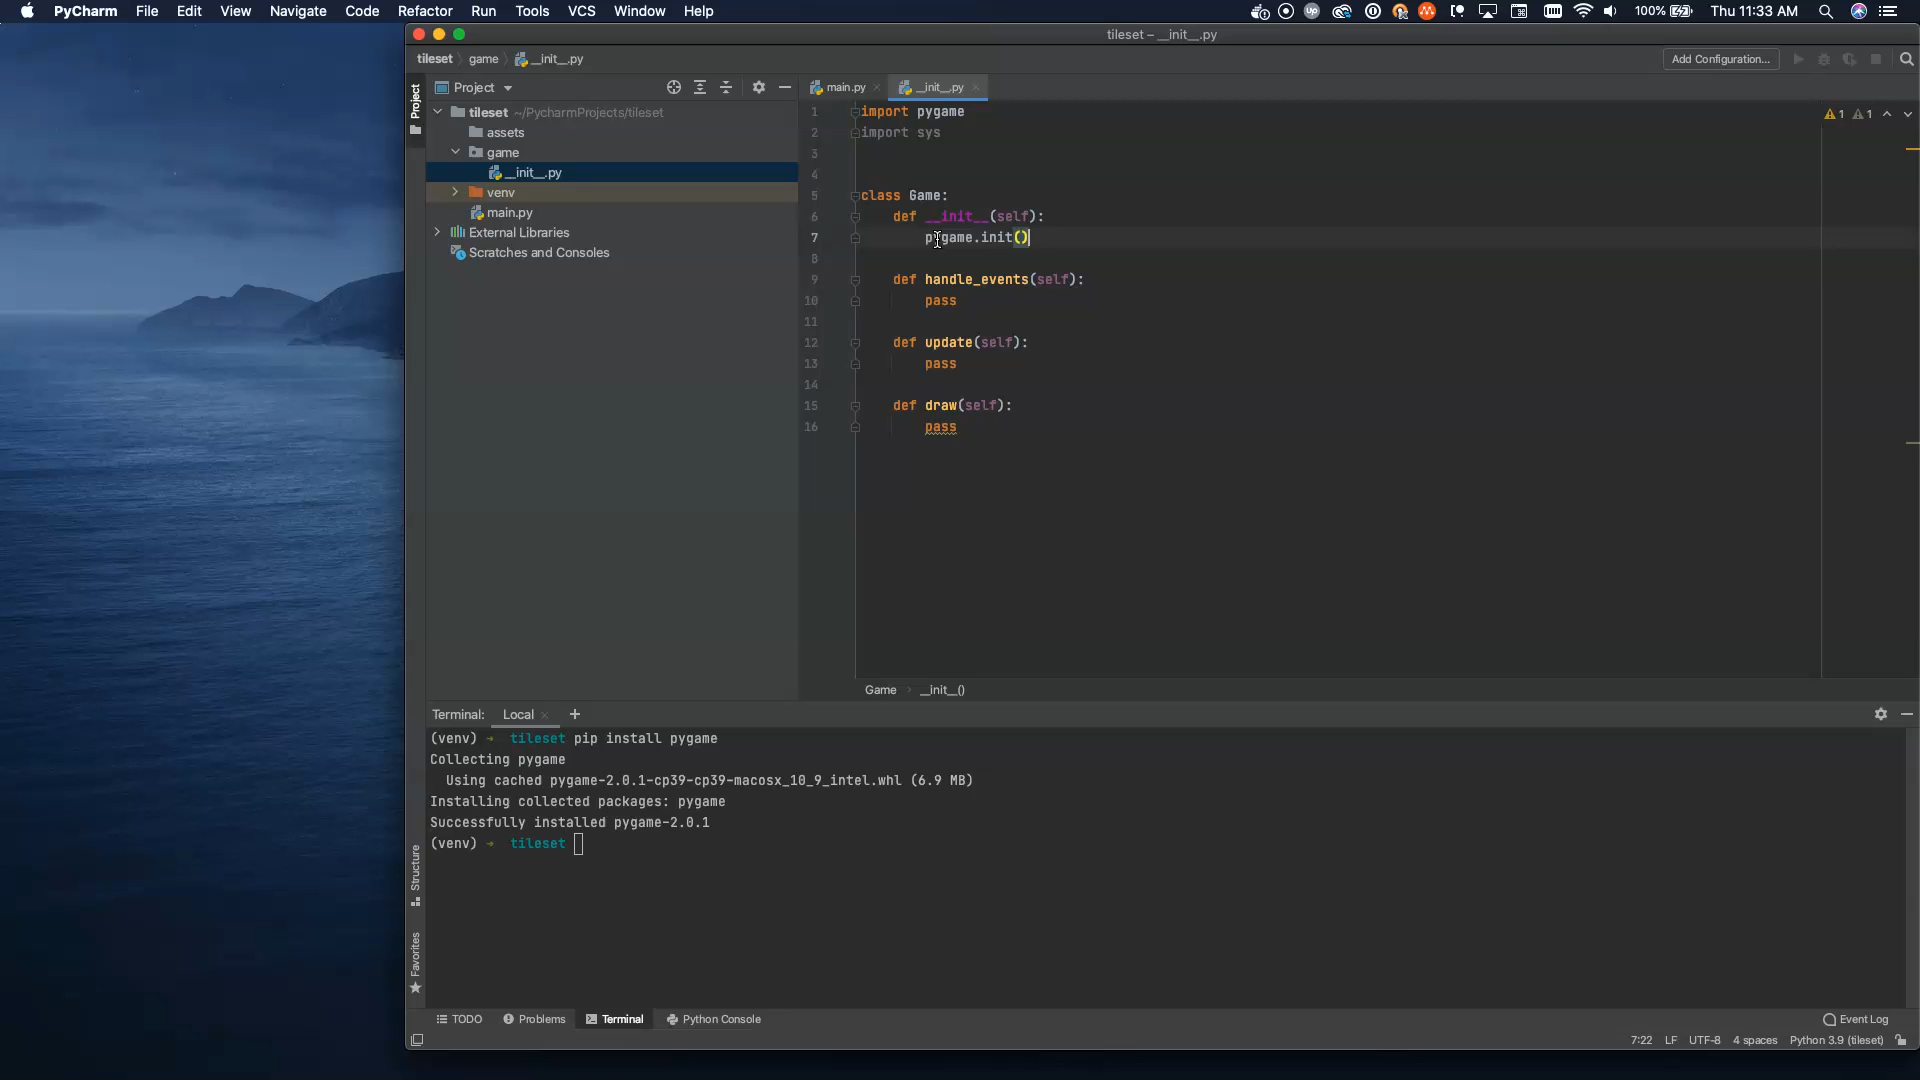 PyCharm File Edit View Navigate Code Refactor Run Tools VCS Window Help 100% Thu 11:33 AM
tileset – __init__.py
tileset game __init__.py Add Configuration...
Project
Project
main.py __init__.py
tileset ~/PycharmProjects/tileset
assets
game
__init__.py
venv
main.py
External Libraries
Scratches and Consoles
1 import pygame
2 import sys
3
4
5 class Game:
6 def __init__(self):
7 pygame.init()
8
9 def handle_events(self):
10 pass
11
12 def update(self):
13 pass
14
15 def draw(self):
16 pass
1 1
Game __init__()
Terminal: Local +
(venv) → tileset pip install pygame
Collecting pygame
Using cached pygame-2.0.1-cp39-cp39-macosx_10_9_intel.whl (6.9 MB)
Installing collected packages: pygame
Successfully installed pygame-2.0.1
(venv) → tileset
Structure
Favorites
TODO Problems Terminal Python Console Event Log
7:22 LF UTF-8 4 spaces Python 3.9 (tileset)